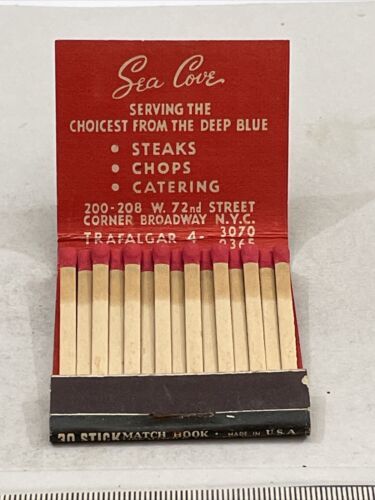 Sea Cove
SERVING THE
CHOICEST FROM THE DEEP BLUE
• STEAKS
• CHOPS
• CATERING
200-208 W. 72nd STREET
CORNER BROADWAY N.Y.C.
TRAFALGAR 4- 3070
0365
30 STICK MATCH BOOK • MADE IN U.S.A.